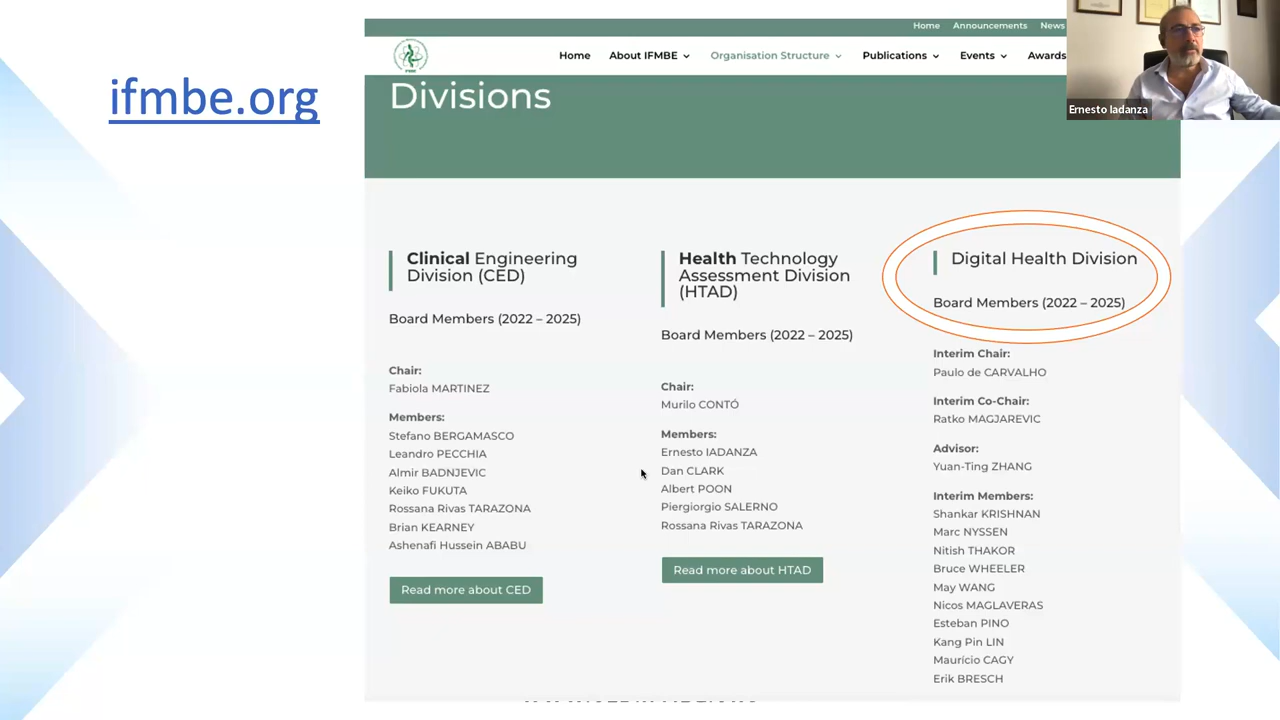 ifmbe.org
Home Announcements News
Home About IFMBE Organisation Structure Publications Events Awards
Divisions
Ernesto Iadanza
Clinical Engineering
Division (CED)
Board Members (2022 – 2025)
Chair:
Fabiola MARTINEZ
Members:
Stefano BERGAMASCO
Leandro PECCHIA
Almir BADNJEVIC
Keiko FUKUTA
Rossana Rivas TARAZONA
Brian KEARNEY
Ashenafi Hussein ABABU
Read more about CED
Health Technology
Assessment Division
(HTAD)
Board Members (2022 – 2025)
Chair:
Murilo CONTÓ
Members:
Ernesto IADANZA
Dan CLARK
Albert POON
Piergiorgio SALERNO
Rossana Rivas TARAZONA
Read more about HTAD
Digital Health Division
Board Members (2022 – 2025)
Interim Chair:
Paulo de CARVALHO
Interim Co-Chair:
Ratko MAGJAREVIC
Advisor:
Yuan-Ting ZHANG
Interim Members:
Shankar KRISHNAN
Marc NYSSEN
Nitish THAKOR
Bruce WHEELER
May WANG
Nicos MAGLAVERAS
Esteban PINO
Kang Pin LIN
Maurício CAGY
Erik BRESCH